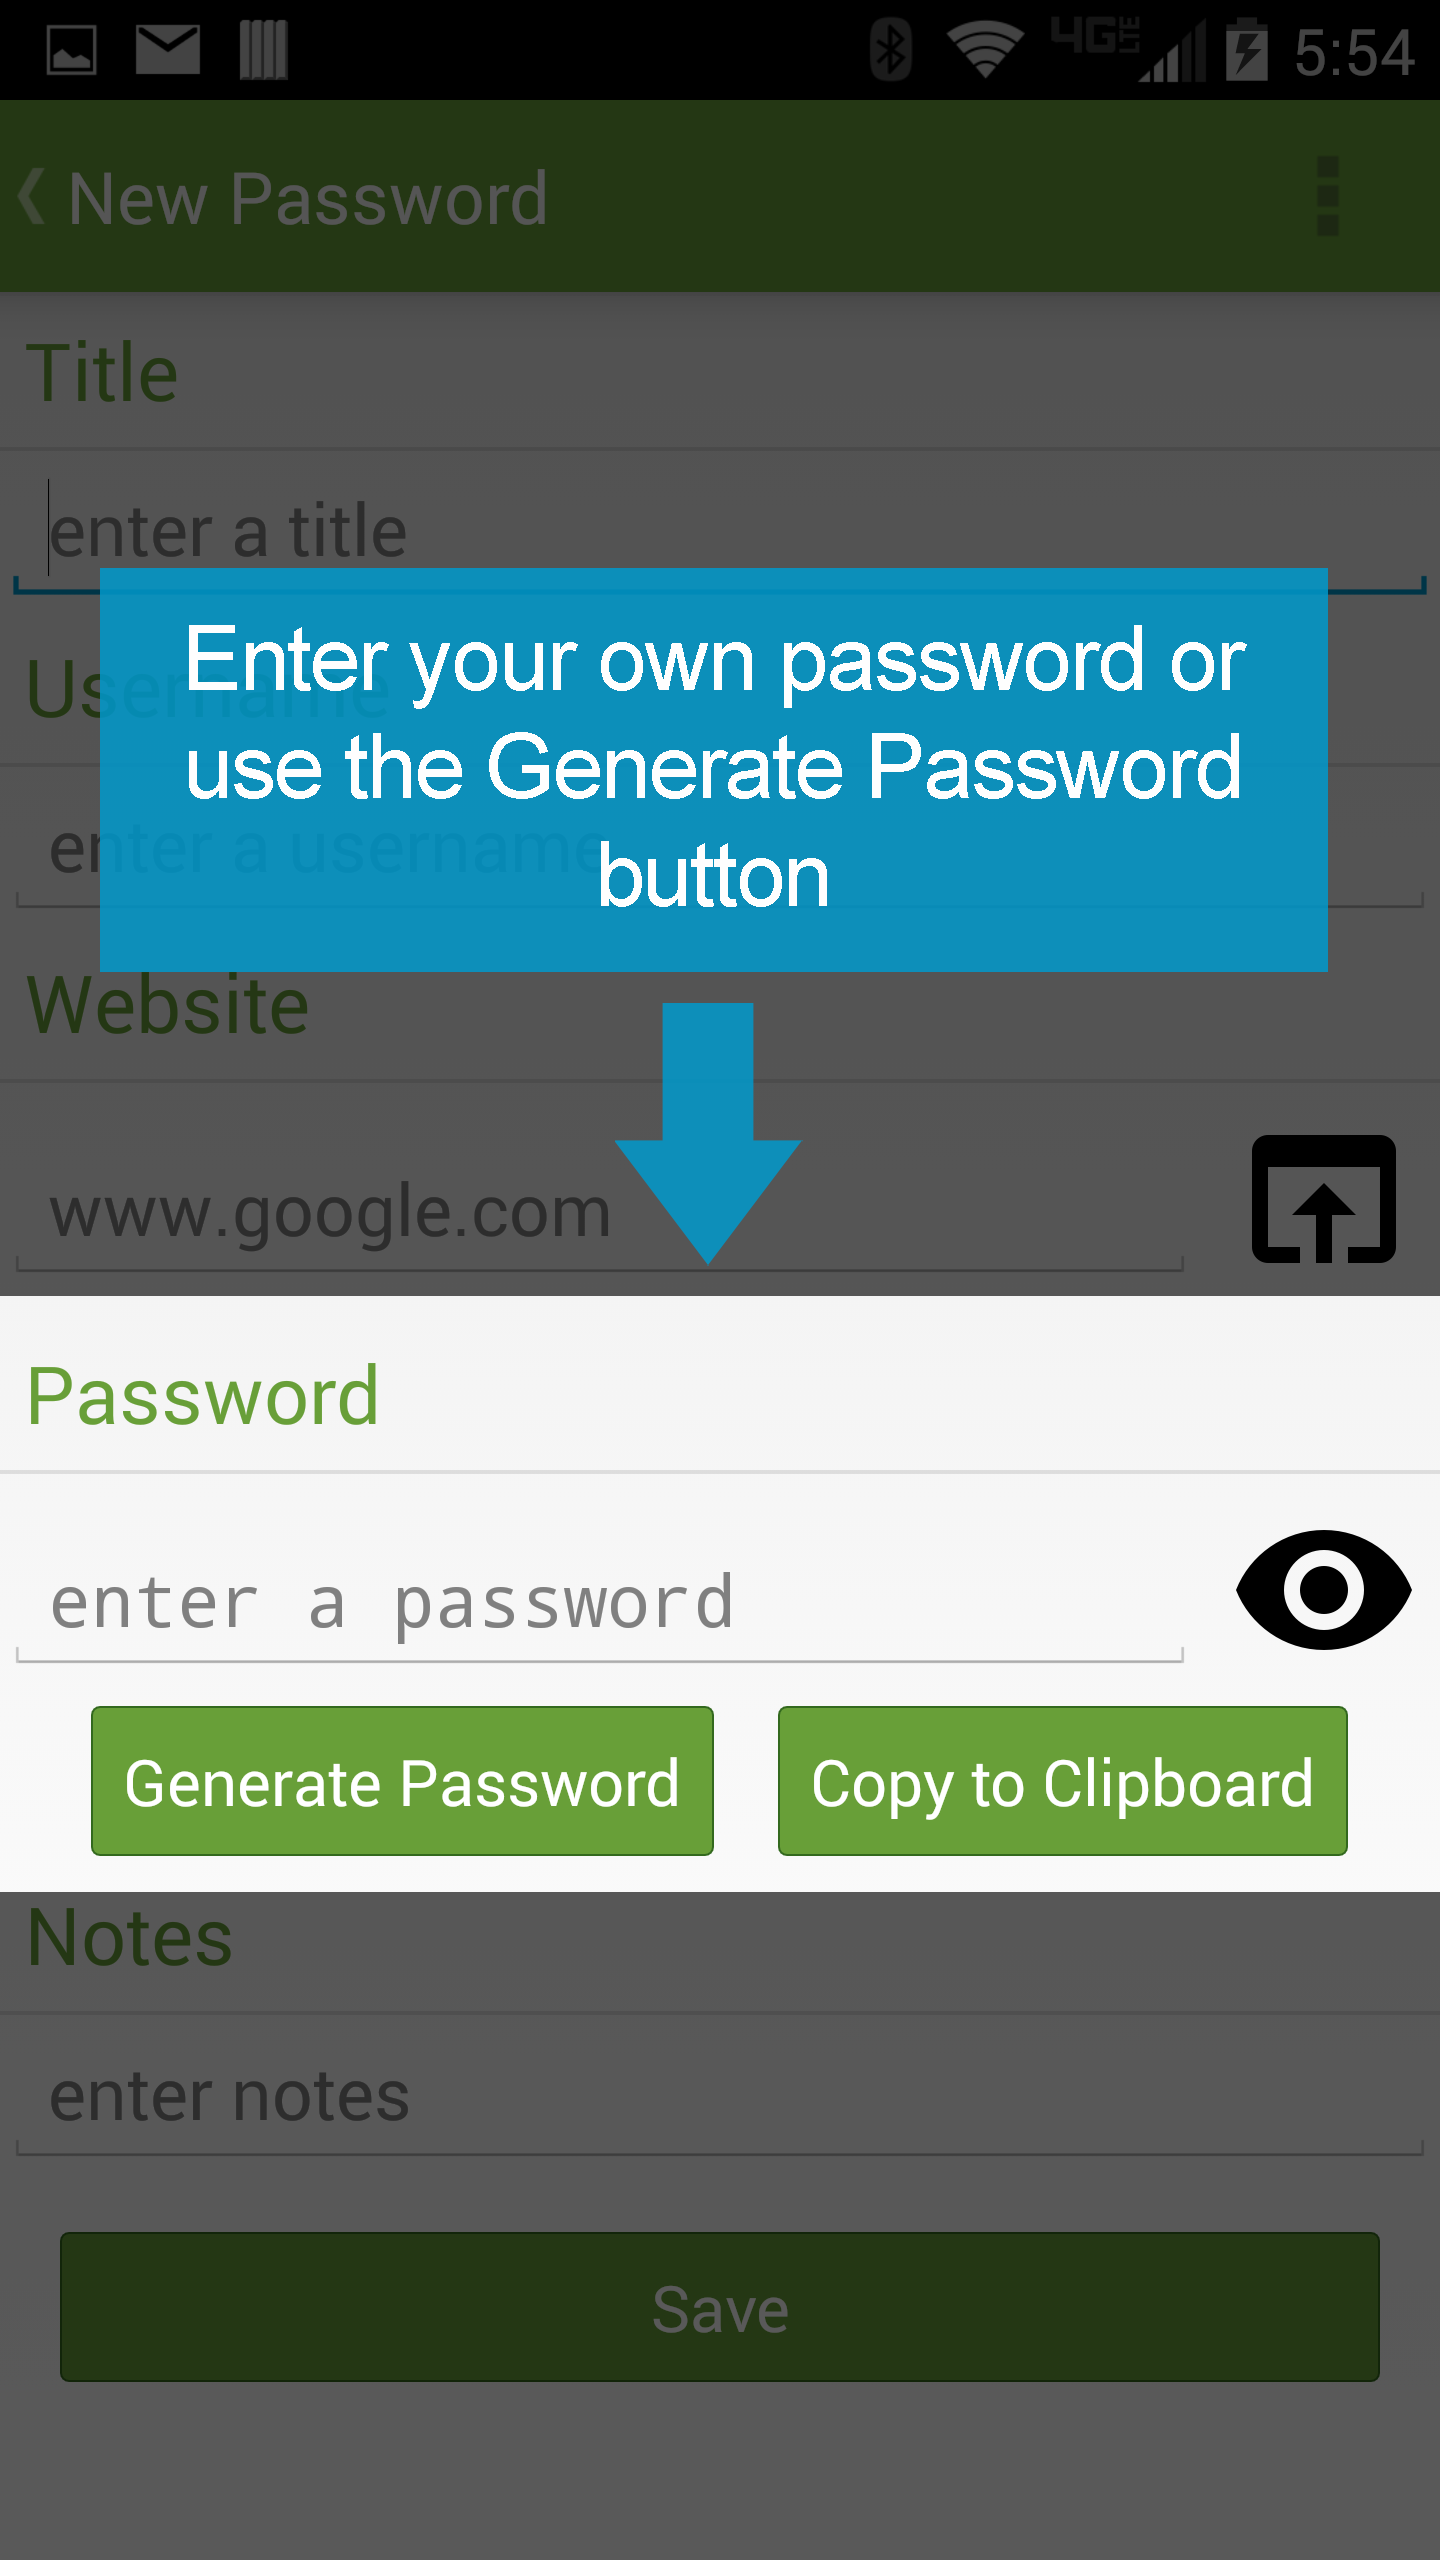 4G LTE 5:54
New Password
Title
enter a title
Enter your own password or
use the Generate Password
button
Username
enter a username
Website
www.google.com
Password
enter a password
Generate Password Copy to Clipboard
Notes
enter notes
Save